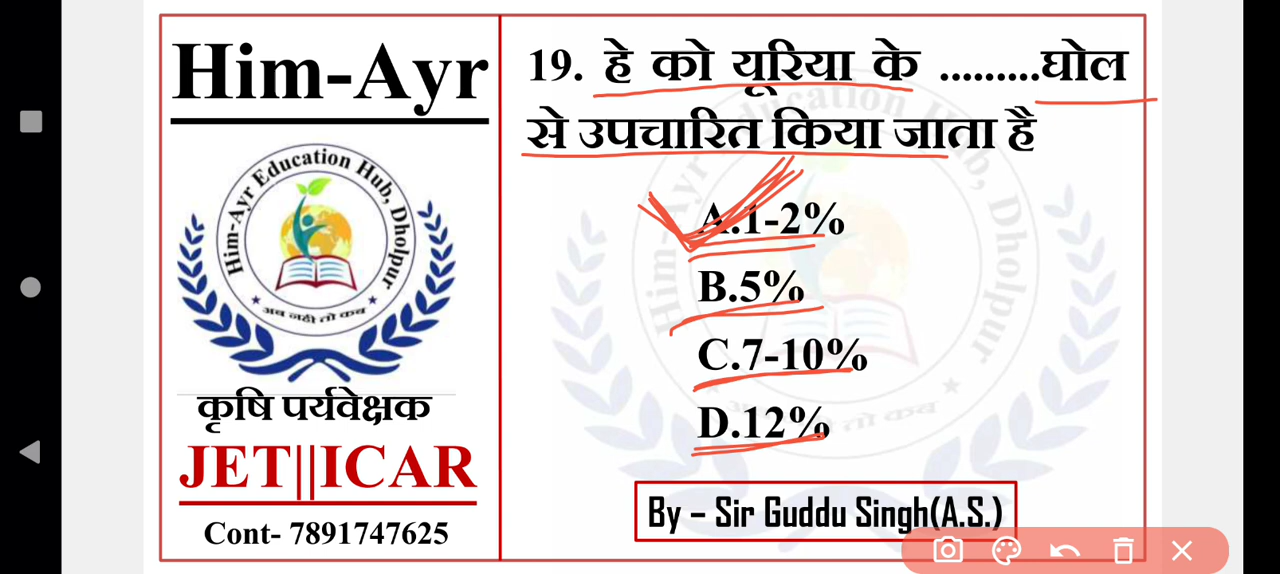 Him-Ayr
Him-Ayr Education Hub, Dholpur
अब नही तो कब
कृषि पर्यवेक्षक
JET||ICAR
Cont- 7891747625
19. हे को यूरिया के .........घोल
से उपचारित किया जाता है
A.1-2%
B.5%
C.7-10%
D.12%
By – Sir Guddu Singh(A.S.)